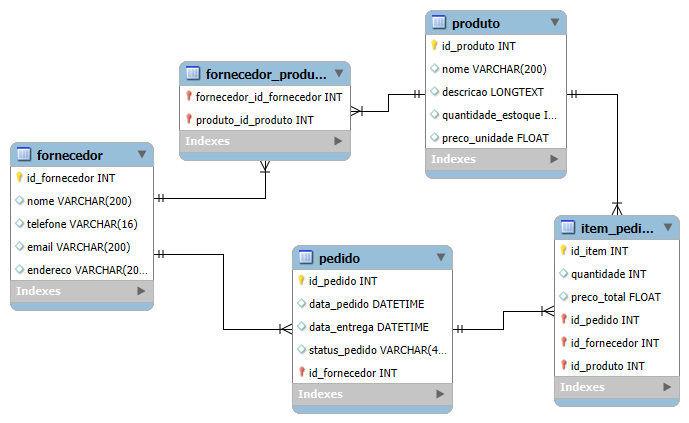 produto
id_produto INT
nome VARCHAR(200)
descricao LONGTEXT
quantidade_estoque I...
preco_unidade FLOAT
Indexes
fornecedor_produ...
fornecedor_id_fornecedor INT
produto_id_produto INT
Indexes
fornecedor
id_fornecedor INT
nome VARCHAR(200)
telefone VARCHAR(16)
email VARCHAR(200)
endereco VARCHAR(20...
Indexes
pedido
id_pedido INT
data_pedido DATETIME
data_entrega DATETIME
status_pedido VARCHAR(4...
id_fornecedor INT
Indexes
item_pedi...
id_item INT
quantidade INT
preco_total FLOAT
id_pedido INT
id_fornecedor INT
id_produto INT
Indexes